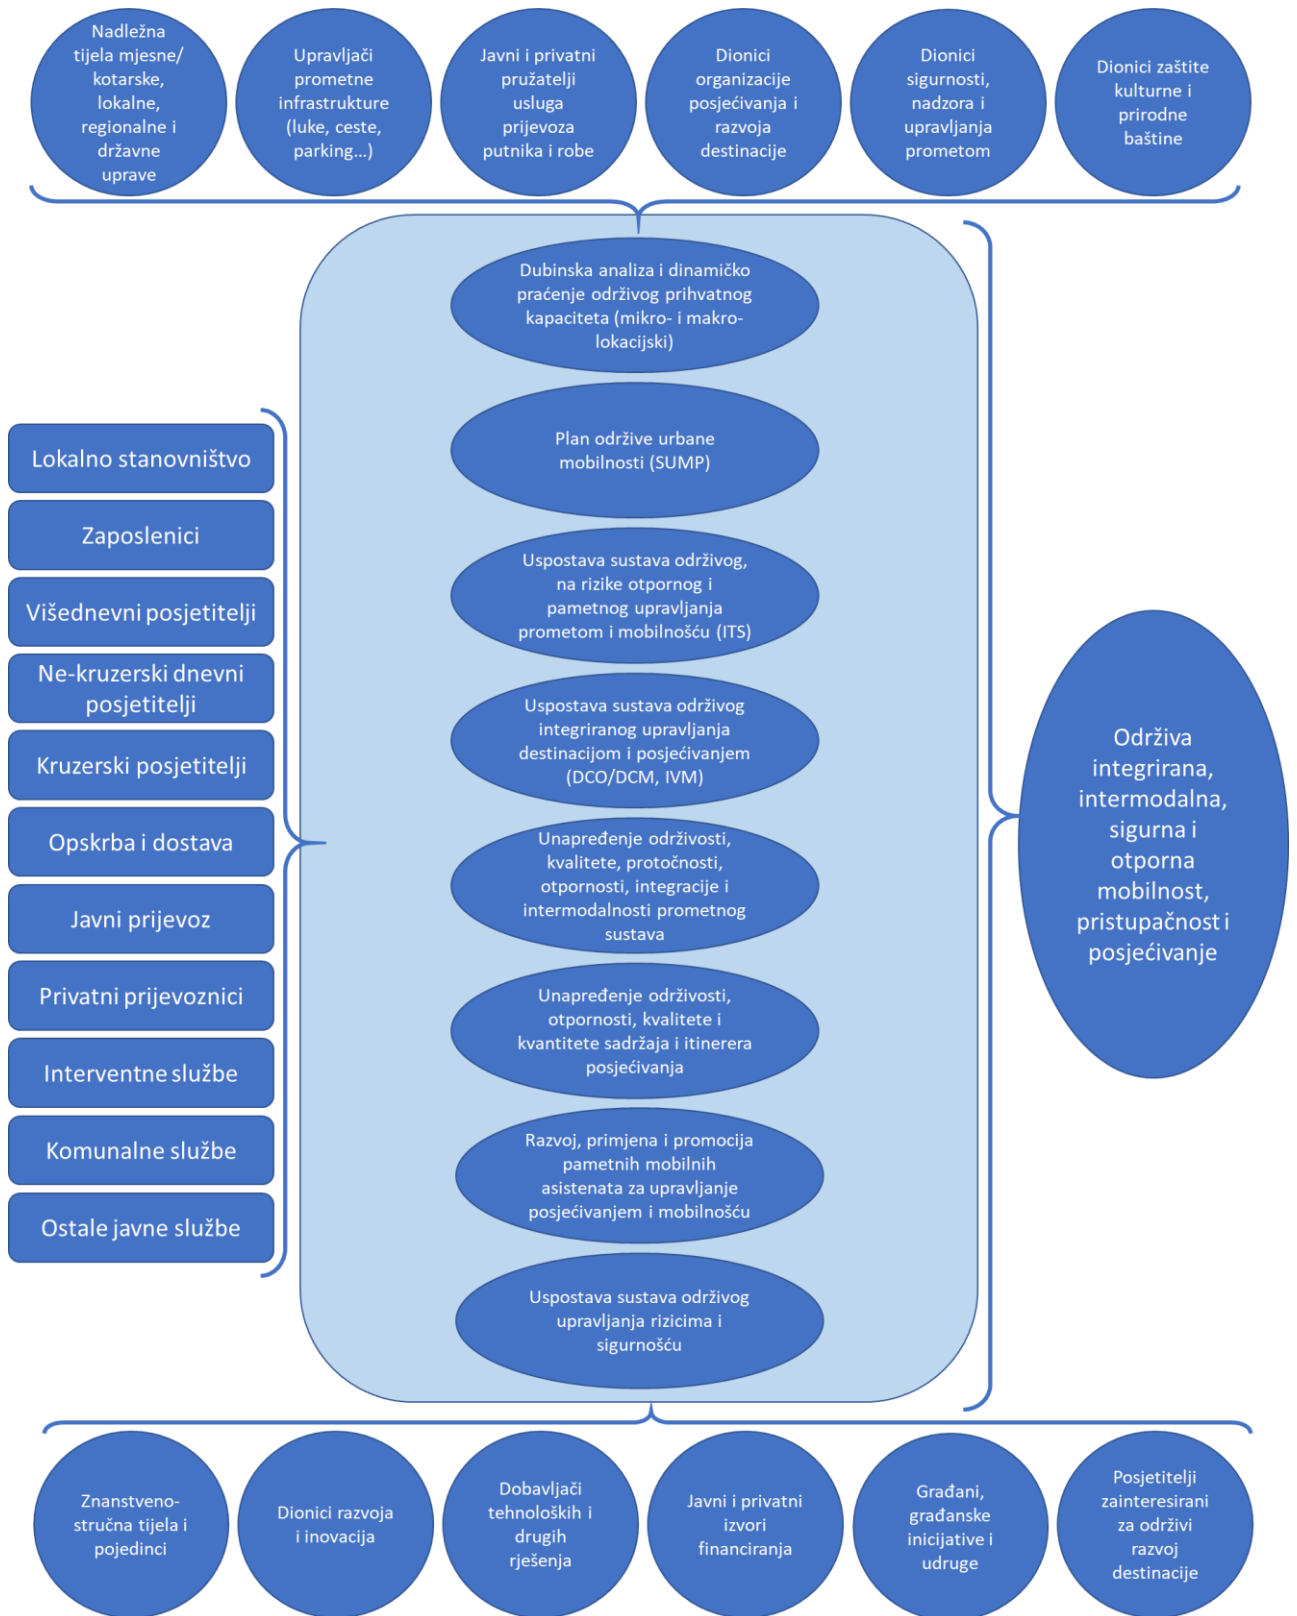 Nadležna
tijela mjesne/
kotarske,
lokalne,
regionalne i
državne
uprave
Upravljači
prometne
infrastrukture
(luke, ceste,
parking...)
Javni i privatni
pružatelji
usluga
prijevoza
putnika i robe
Dionici
organizacije
posjećivanja i
razvoja
destinacije
Dionici
sigurnosti,
nadzora i
upravljanja
prometom
Dionici zaštite
kulturne i
prirodne
baštine
Dubinska analiza i dinamičko
praćenje održivog prihvatnog
kapaciteta (mikro- i makro-
lokacijski)
Plan održive urbane
mobilnosti (SUMP)
Uspostava sustava održivog,
na rizike otpornog i
pametnog upravljanja
prometom i mobilnošću (ITS)
Uspostava sustava održivog
integriranog upravljanja
destinacijom i posjećivanjem
(DCO/DCM, IVM)
Unapređenje održivosti,
kvalitete, protočnosti,
otpornosti, integracije i
intermodalnosti prometnog
sustava
Unapređenje održivosti,
otpornosti, kvalitete i
kvantitete sadržaja i itinerera
posjećivanja
Razvoj, primjena i promocija
pametnih mobilnih
asistenata za upravljanje
posjećivanjem i mobilnošću
Uspostava sustava održivog
upravljanja rizicima i
sigurnošću
Lokalno stanovništvo
Zaposlenici
Višednevni posjetitelji
Ne-kruzerski dnevni
posjetitelji
Kruzerski posjetitelji
Opskrba i dostava
Javni prijevoz
Privatni prijevoznici
Interventne službe
Komunalne službe
Ostale javne službe
Održiva
integrirana,
intermodalna,
sigurna i
otporna
mobilnost,
pristupačnost i
posjećivanje
Znanstveno-
stručna tijela i
pojedinci
Dionici razvoja
i inovacija
Dobavljači
tehnoloških i
drugih
rješenja
Javni i privatni
izvori
financiranja
Građani,
građanske
inicijative i
udruge
Posjetitelji
zainteresirani
za održivi
razvoj
destinacije